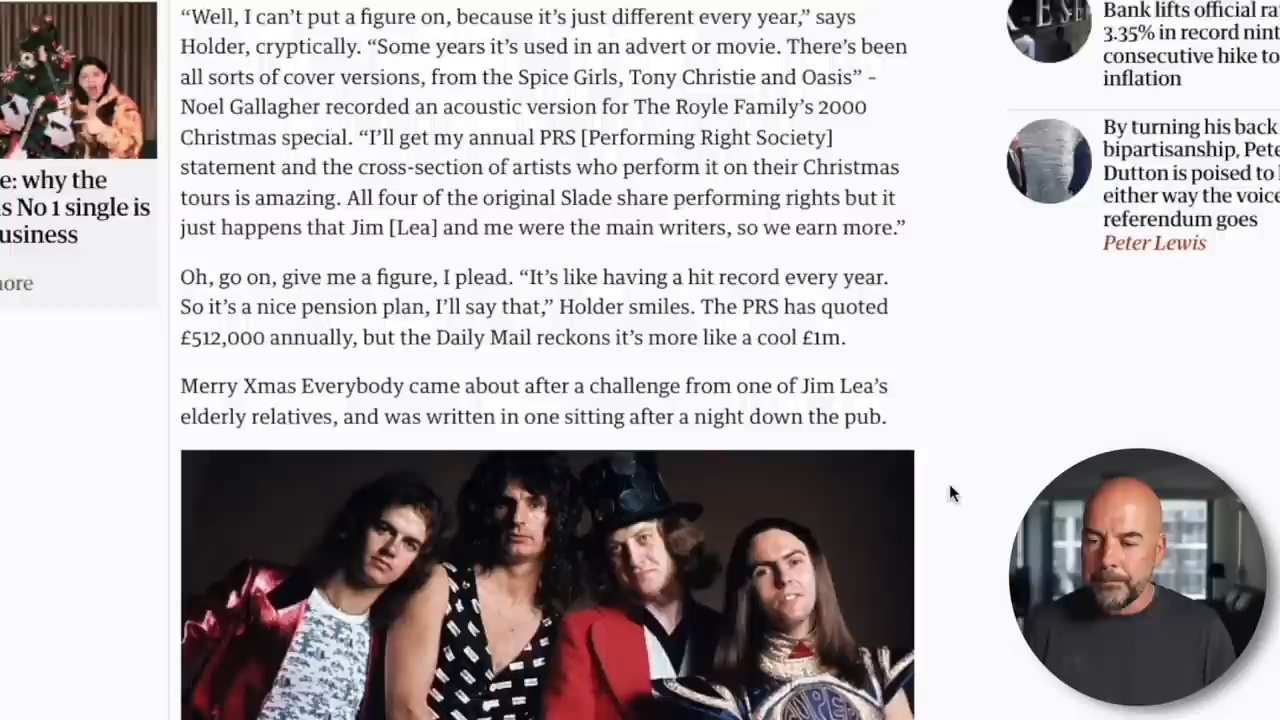 “Well, I can’t put a figure on, because it’s just different every year,” says
Holder, cryptically. “Some years it’s used in an advert or movie. There’s been
all sorts of cover versions, from the Spice Girls, Tony Christie and Oasis” –
Noel Gallagher recorded an acoustic version for The Royle Family’s 2000
Christmas special. “I’ll get my annual PRS [Performing Right Society]
statement and the cross-section of artists who perform it on their Christmas
tours is amazing. All four of the original Slade share performing rights but it
just happens that Jim [Lea] and me were the main writers, so we earn more.”
Oh, go on, give me a figure, I plead. “It’s like having a hit record every year.
So it’s a nice pension plan, I’ll say that,” Holder smiles. The PRS has quoted
£512,000 annually, but the Daily Mail reckons it’s more like a cool £1m.
Merry Xmas Everybody came about after a challenge from one of Jim Lea’s
elderly relatives, and was written in one sitting after a night down the pub.
e: why the
s No 1 single is
usiness
ore
Bank lifts official ra
3.35% in record nint
consecutive hike to
inflation
By turning his back
bipartisanship, Pete
Dutton is poised to
either way the voice
referendum goes
Peter Lewis